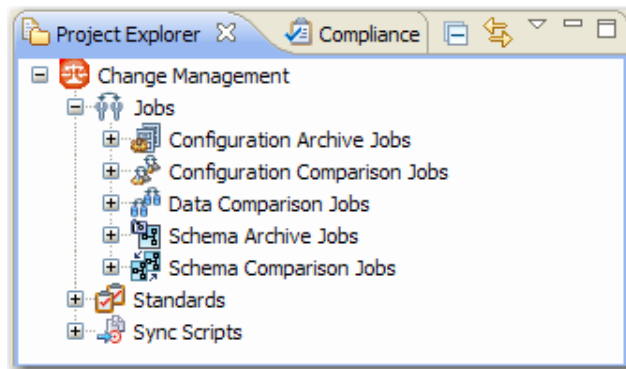 Project Explorer Compliance
Change Management
Jobs
Configuration Archive Jobs
Configuration Comparison Jobs
Data Comparison Jobs
Schema Archive Jobs
Schema Comparison Jobs
Standards
Sync Scripts